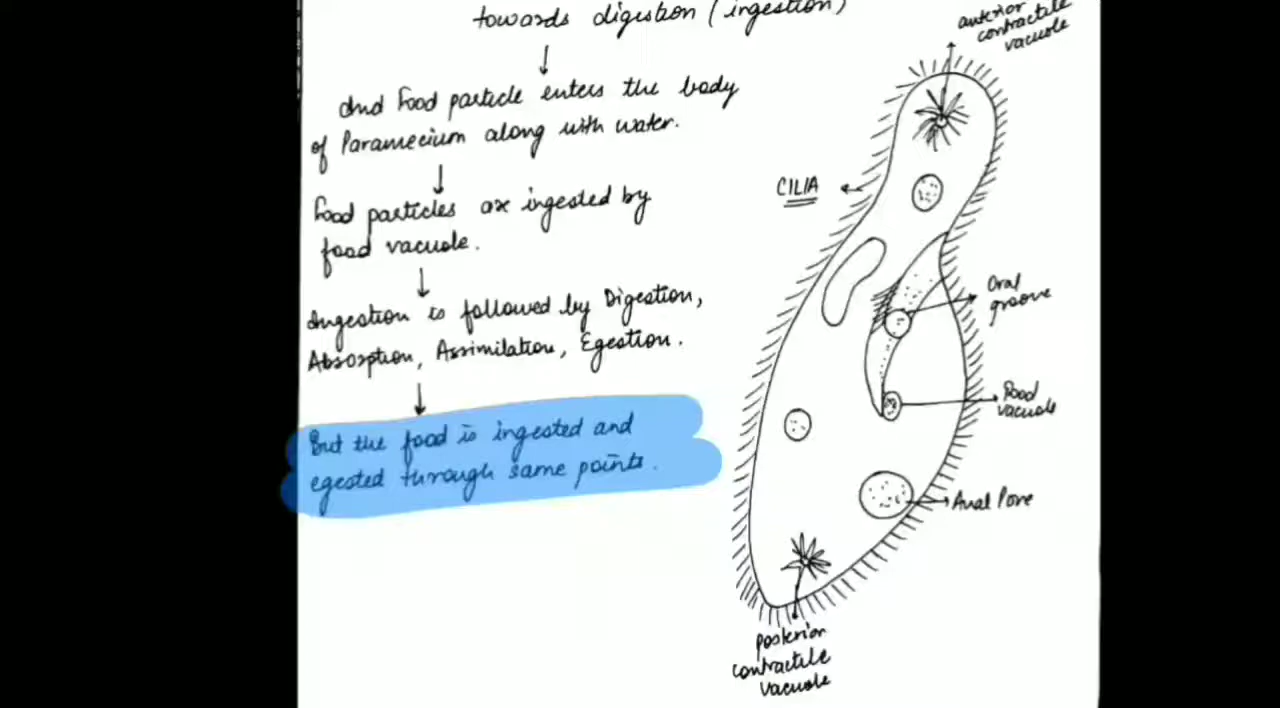 towards digestion (ingestion)
↓
And Food particle enters the body
of Paramecium along with water.
↓
Food particles are ingested by
food vacuole.
↓
Ingestion is followed by Digestion,
Absorption, Assimilation, Egestion.
↓
But the food is ingested and
egested through same points.
anterior
contractile
vacuole
CILIA
Oral
groove
Food
vacuole
Anal Pore
posterior
contractile
vacuole